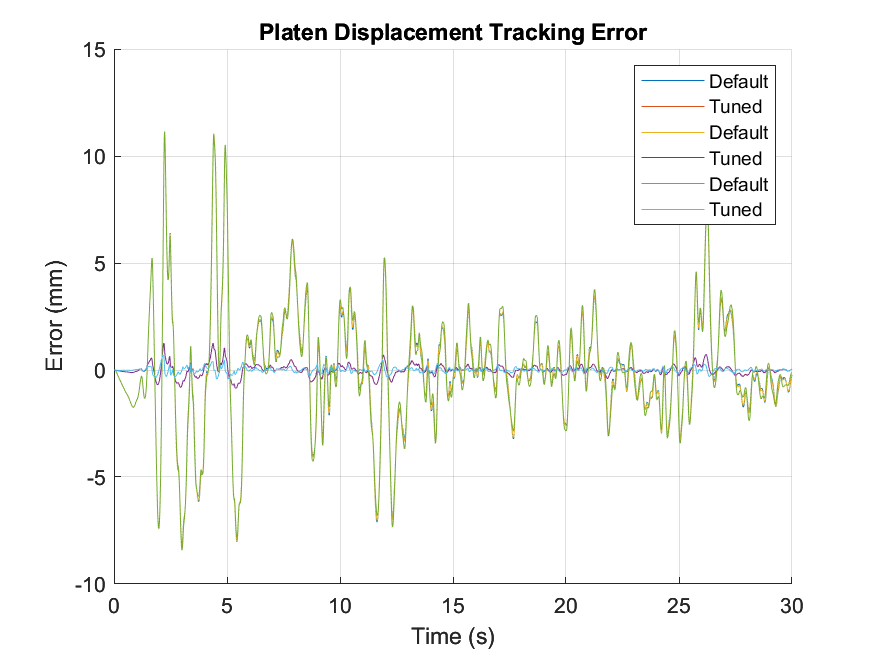 Platen Displacement Tracking Error
15
10
5
0
-5
-10
Error (mm)
Default
Tuned
Default
Tuned
Default
Tuned
0 5 10 15 20 25 30
Time (s)